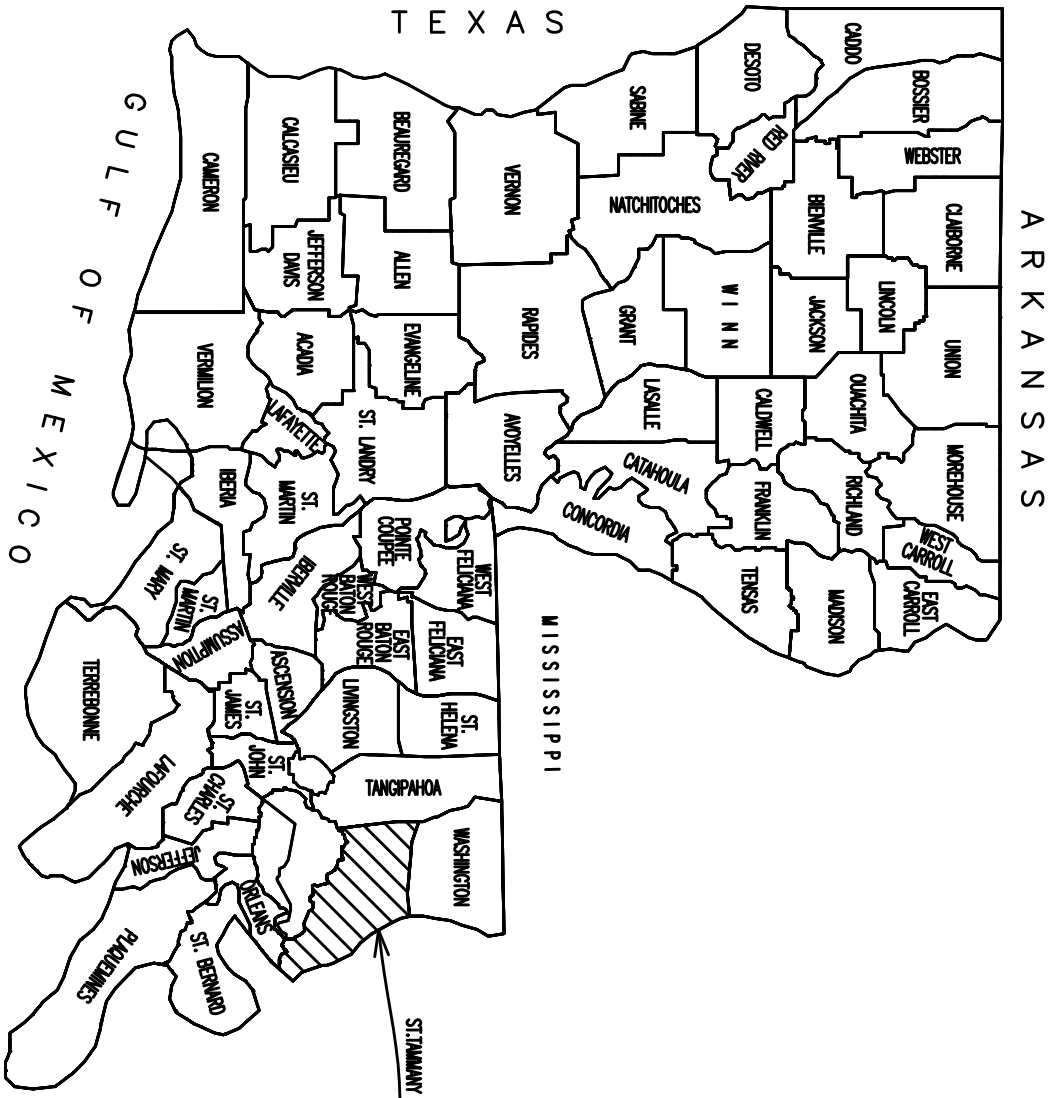 ARKANSAS
TEXAS
MISSISSIPPI
GULF OF MEXICO
CADDO
BOSSIER
WEBSTER
CLAIBORNE
UNION
MOREHOUSE
WEST
CARROLL
EAST
CARROLL
LINCOLN
BIENVILLE
JACKSON
OUACHITA
RICHLAND
MADISON
DESOTO
RED RIVER
WINN
CALDWELL
FRANKLIN
TENSAS
SABINE
NATCHITOCHES
GRANT
LASALLE
CATAHOULA
CONCORDIA
VERNON
RAPIDES
AVOYELLES
BEAUREGARD
ALLEN
EVANGELINE
ST. LANDRY
POINTE
COUPEE
WEST
FELICIANA
EAST
FELICIANA
ST.
HELENA
TANGIPAHOA
WASHINGTON
ST.TAMMANY
CALCASIEU
JEFFERSON
DAVIS
ACADIA
LAFAYETTE
ST.
MARTIN
IBERVILLE
WEST
BATON
ROUGE
EAST
BATON
ROUGE
LIVINGSTON
ASCENSION
CAMERON
VERMILION
IBERIA
ST. MARY
ST.
MARTIN
ASSUMPTION
ST.
JAMES
ST.
JOHN
ST.
CHARLES
ORLEANS
JEFFERSON
ST. BERNARD
TERREBONNE
LAFOURCHE
PLAQUEMINES